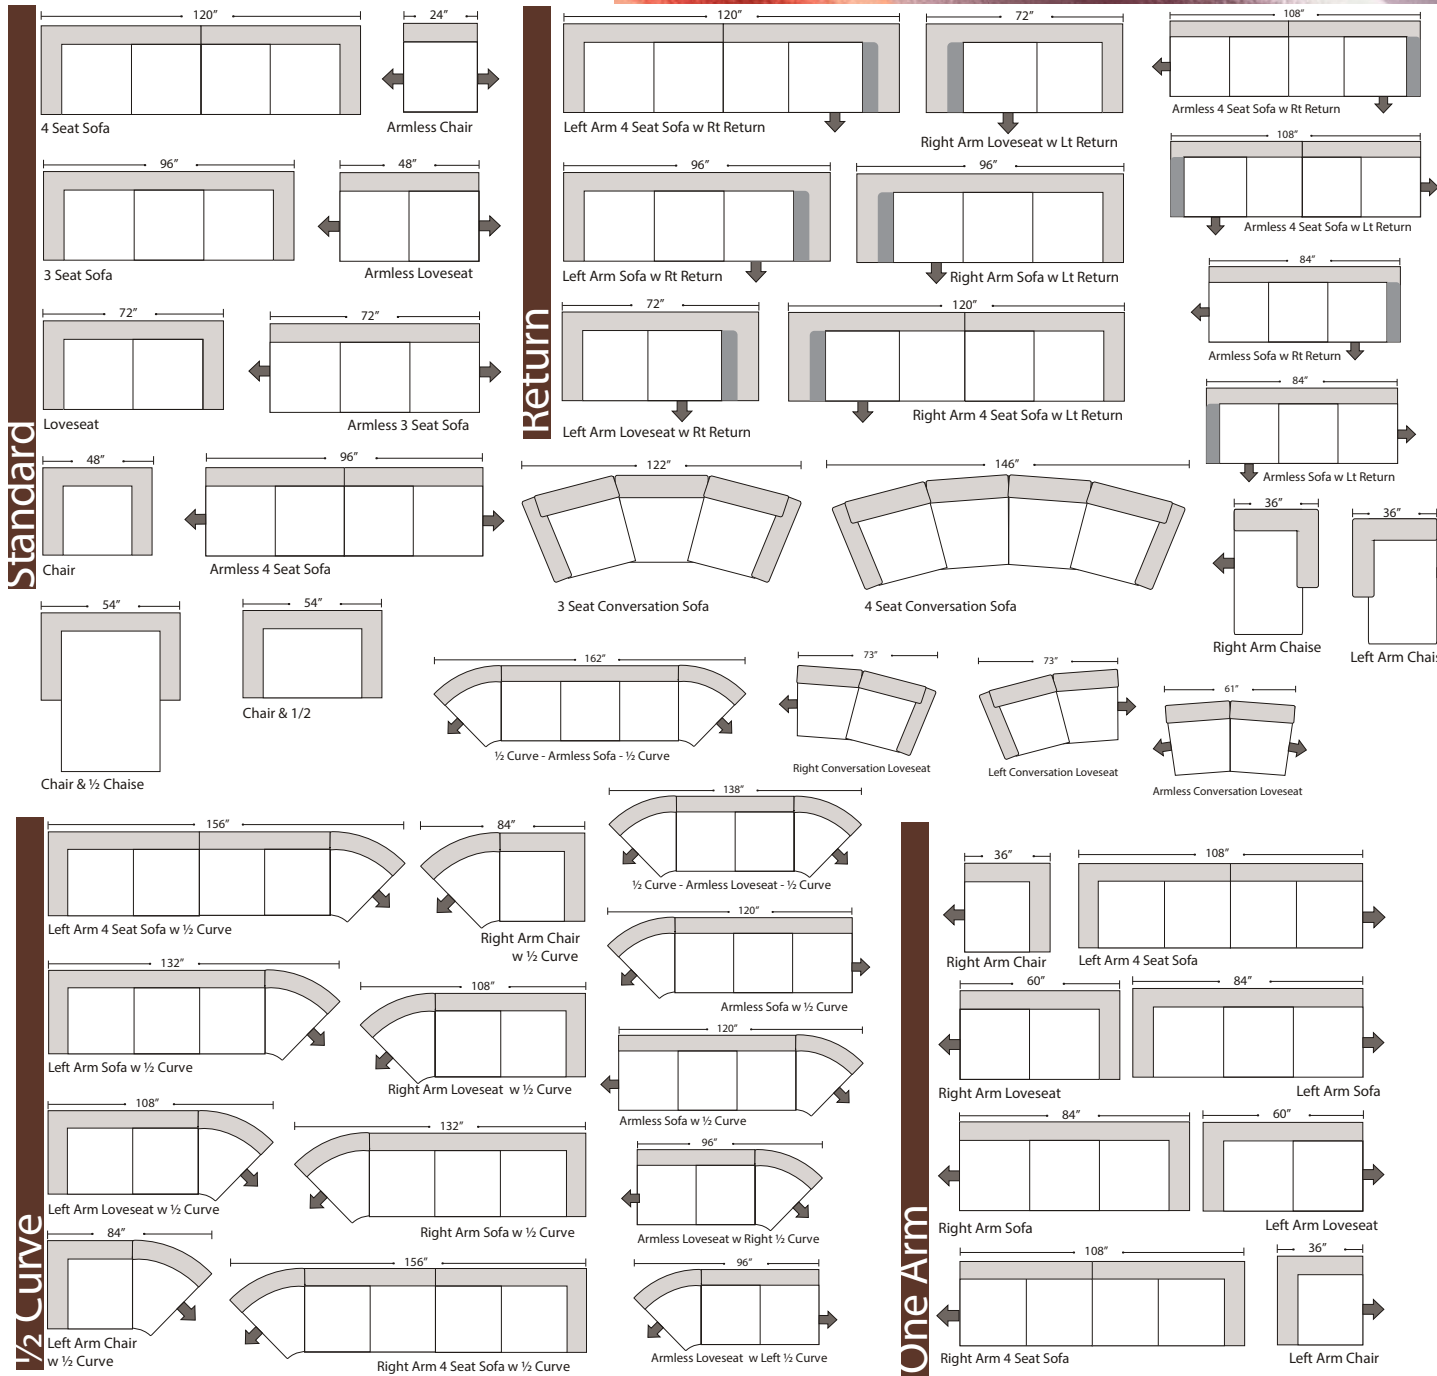 Standard
120″
4 Seat Sofa
24″
Armless Chair
96″
3 Seat Sofa
48″
Armless Loveseat
72″
Loveseat
72″
Armless 3 Seat Sofa
48″
Chair
96″
Armless 4 Seat Sofa
54″
Chair & ½ Chaise
54″
Chair & 1/2
Return
120″
Left Arm 4 Seat Sofa w Rt Return
72″
Right Arm Loveseat w Lt Return
108″
Armless 4 Seat Sofa w Rt Return
96″
Left Arm Sofa w Rt Return
96″
Right Arm Sofa w Lt Return
108″
Armless 4 Seat Sofa w Lt Return
72″
Left Arm Loveseat w Rt Return
120″
Right Arm 4 Seat Sofa w Lt Return
84″
Armless Sofa w Rt Return
84″
Armless Sofa w Lt Return
122″
3 Seat Conversation Sofa
146″
4 Seat Conversation Sofa
36″
Right Arm Chaise
36″
Left Arm Chais
162″
½ Curve - Armless Sofa - ½ Curve
73″
Right Conversation Loveseat
73″
Left Conversation Loveseat
61″
Armless Conversation Loveseat
½ Curve
156″
Left Arm 4 Seat Sofa w ½ Curve
84″
Right Arm Chair
w ½ Curve
138″
½ Curve - Armless Loveseat - ½ Curve
132″
Left Arm Sofa w ½ Curve
108″
Right Arm Loveseat w ½ Curve
120″
Armless Sofa w ½ Curve
120″
Armless Sofa w ½ Curve
108″
Left Arm Loveseat w ½ Curve
132″
Right Arm Sofa w ½ Curve
96″
Armless Loveseat w Right ½ Curve
84″
Left Arm Chair
w ½ Curve
156″
Right Arm 4 Seat Sofa w ½ Curve
96″
Armless Loveseat w Left ½ Curve
One Arm
36″
Right Arm Chair
108″
Left Arm 4 Seat Sofa
60″
Right Arm Loveseat
84″
Left Arm Sofa
84″
Right Arm Sofa
60″
Left Arm Loveseat
108″
Right Arm 4 Seat Sofa
36″
Left Arm Chair